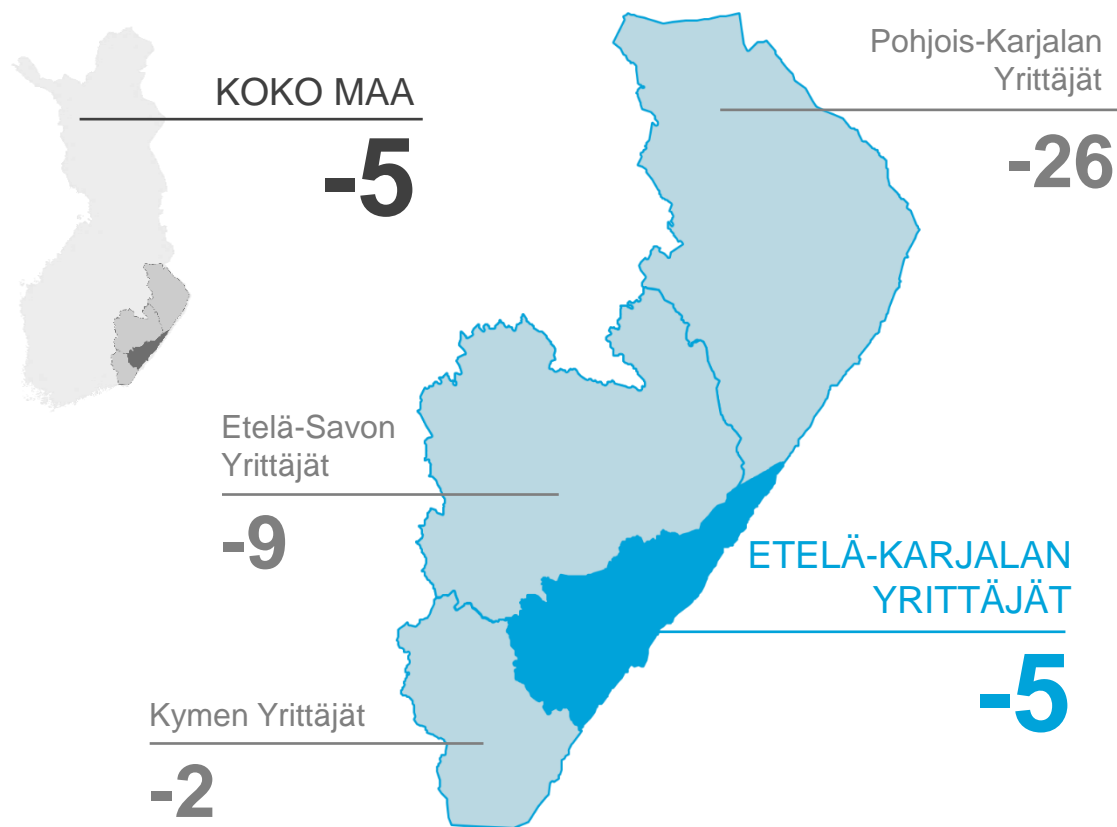 KOKO MAA
-5
Pohjois-Karjalan
Yrittäjät
-26
Etelä-Savon
Yrittäjät
-9
ETELÄ-KARJALAN
YRITTÄJÄT
-5
Kymen Yrittäjät
-2